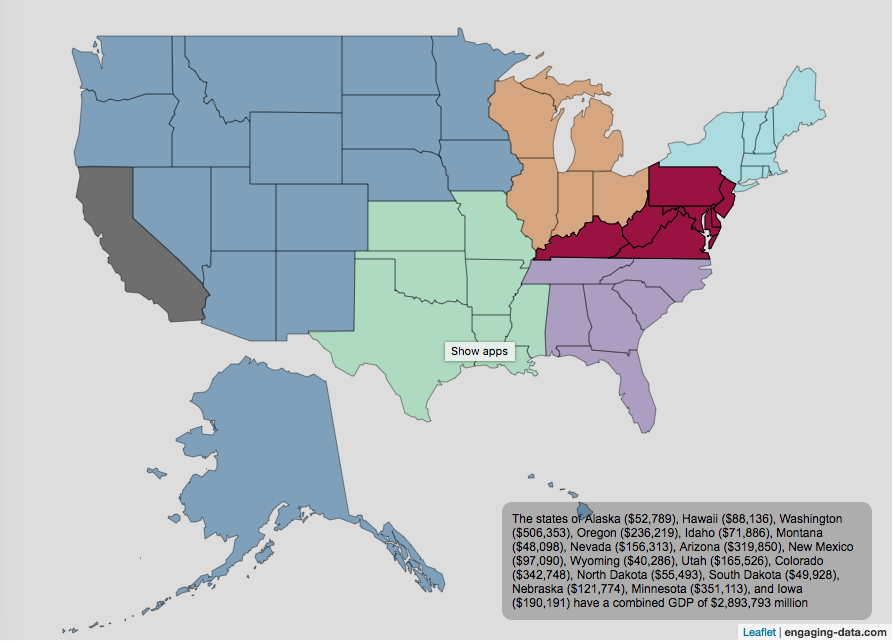 Show apps
The states of Alaska ($52,789), Hawaii ($88,136), Washington
($506,353), Oregon ($236,219), Idaho ($71,886), Montana
($48,098), Nevada ($156,313), Arizona ($319,850), New Mexico
($97,090), Wyoming ($40,286), Utah ($165,526), Colorado
($342,748), North Dakota ($55,493), South Dakota ($49,928),
Nebraska ($121,774), Minnesota ($351,113), and Iowa
($190,191) have a combined GDP of $2,893,793 million
Leaflet | engaging-data.com